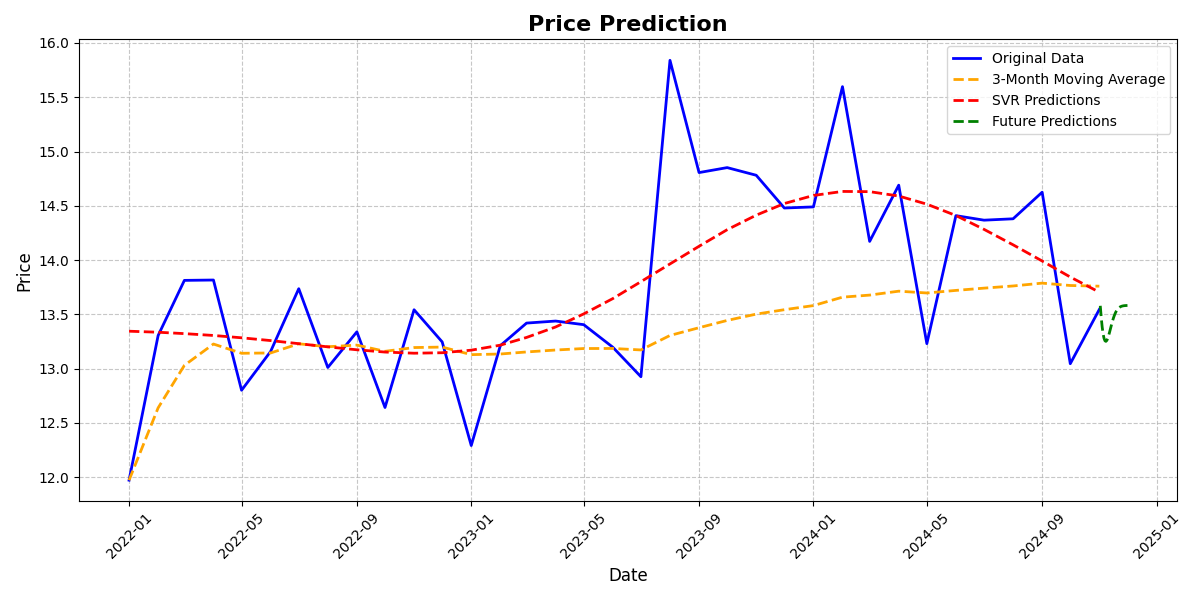 Price Prediction
16.0
15.5
15.0
14.5
14.0
13.5
13.0
12.5
12.0
Price
Original Data
3-Month Moving Average
SVR Predictions
Future Predictions
2022-01
2022-05
2022-09
2023-01
2023-05
2023-09
2024-01
2024-05
2024-09
2025-01
Date